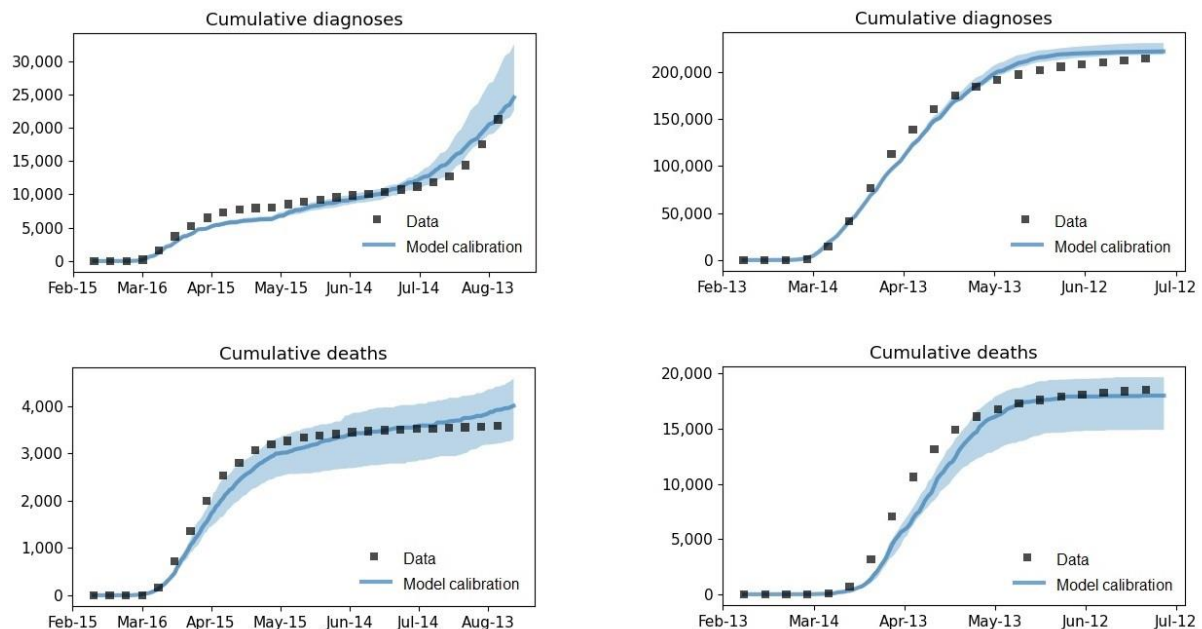 Cumulative diagnoses
30,000
25,000
20,000
15,000
10,000
5,000
0
Data
Model calibration
Feb-15 Mar-16 Apr-15 May-15 Jun-14 Jul-14 Aug-13
Cumulative diagnoses
200,000
150,000
100,000
50,000
0
Data
Model calibration
Feb-13 Mar-14 Apr-13 May-13 Jun-12 Jul-12
Cumulative deaths
4,000
3,000
2,000
1,000
0
Data
Model calibration
Feb-15 Mar-16 Apr-15 May-15 Jun-14 Jul-14 Aug-13
Cumulative deaths
20,000
15,000
10,000
5,000
0
Data
Model calibration
Feb-13 Mar-14 Apr-13 May-13 Jun-12 Jul-12